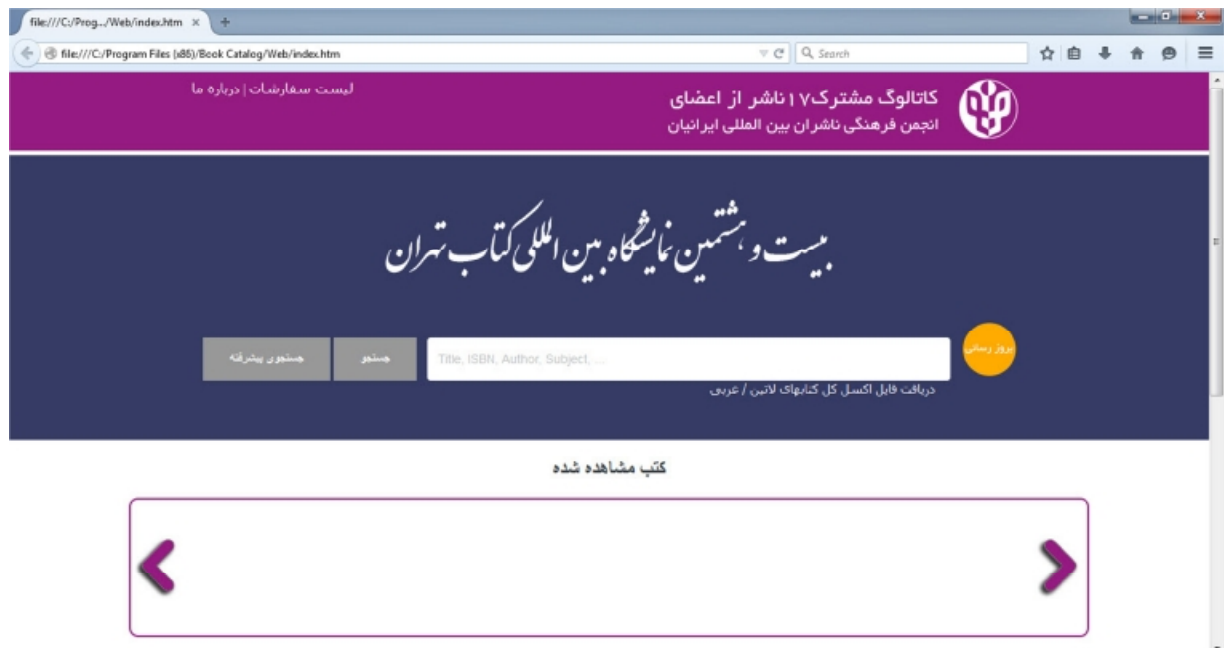 file:///C:/Prog.../Web/index.htm
file:///C:/Program Files (x86)/Book Catalog/Web/index.htm
Search
کاتالوگ مشترک ۱۷ ناشر از اعضای
انجمن فرهنگی ناشران بین المللی ایرانیان
لیست سفارشات | درباره ما
بیست و هشتمین نمایشگاه بین المللی کتاب تهران
بروز رسانی
Title, ISBN, Author, Subject, ...
جستجو
جستجوی پیشرفته
دریافت فایل اکسل کل کتابهای لاتین / عربی
کتب مشاهده شده